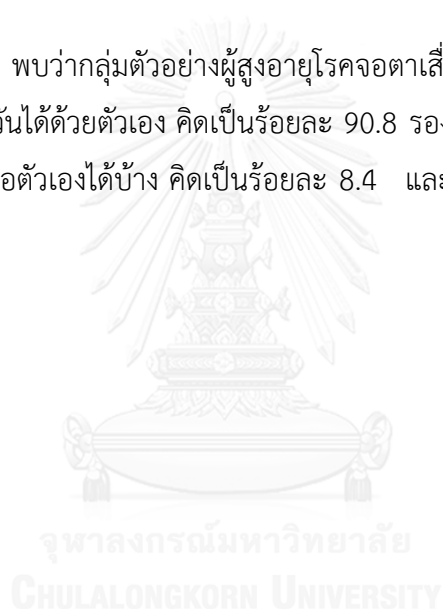 พบว่ากลุ่มตัวอย่างผู้สูงอายุโรคจอตาเสื่
วันได้ด้วยตัวเอง คิดเป็นร้อยละ 90.8 รอง
อตัวเองได้บ้าง คิดเป็นร้อยละ 8.4 และ
จุฬาลงกรณ์มหาวิทยาลัย
CHULALONGKORN UNIVERSITY